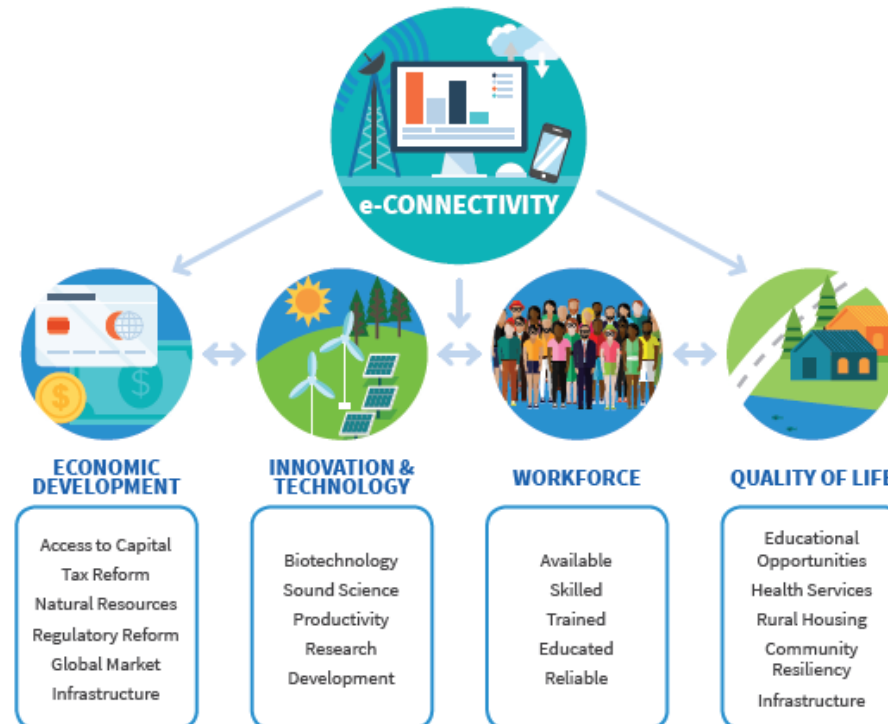 e-CONNECTIVITY
ECONOMIC
DEVELOPMENT
Access to Capital
Tax Reform
Natural Resources
Regulatory Reform
Global Market
Infrastructure
INNOVATION &
TECHNOLOGY
Biotechnology
Sound Science
Productivity
Research
Development
WORKFORCE
Available
Skilled
Trained
Educated
Reliable
QUALITY OF LIFE
Educational
Opportunities
Health Services
Rural Housing
Community
Resiliency
Infrastructure